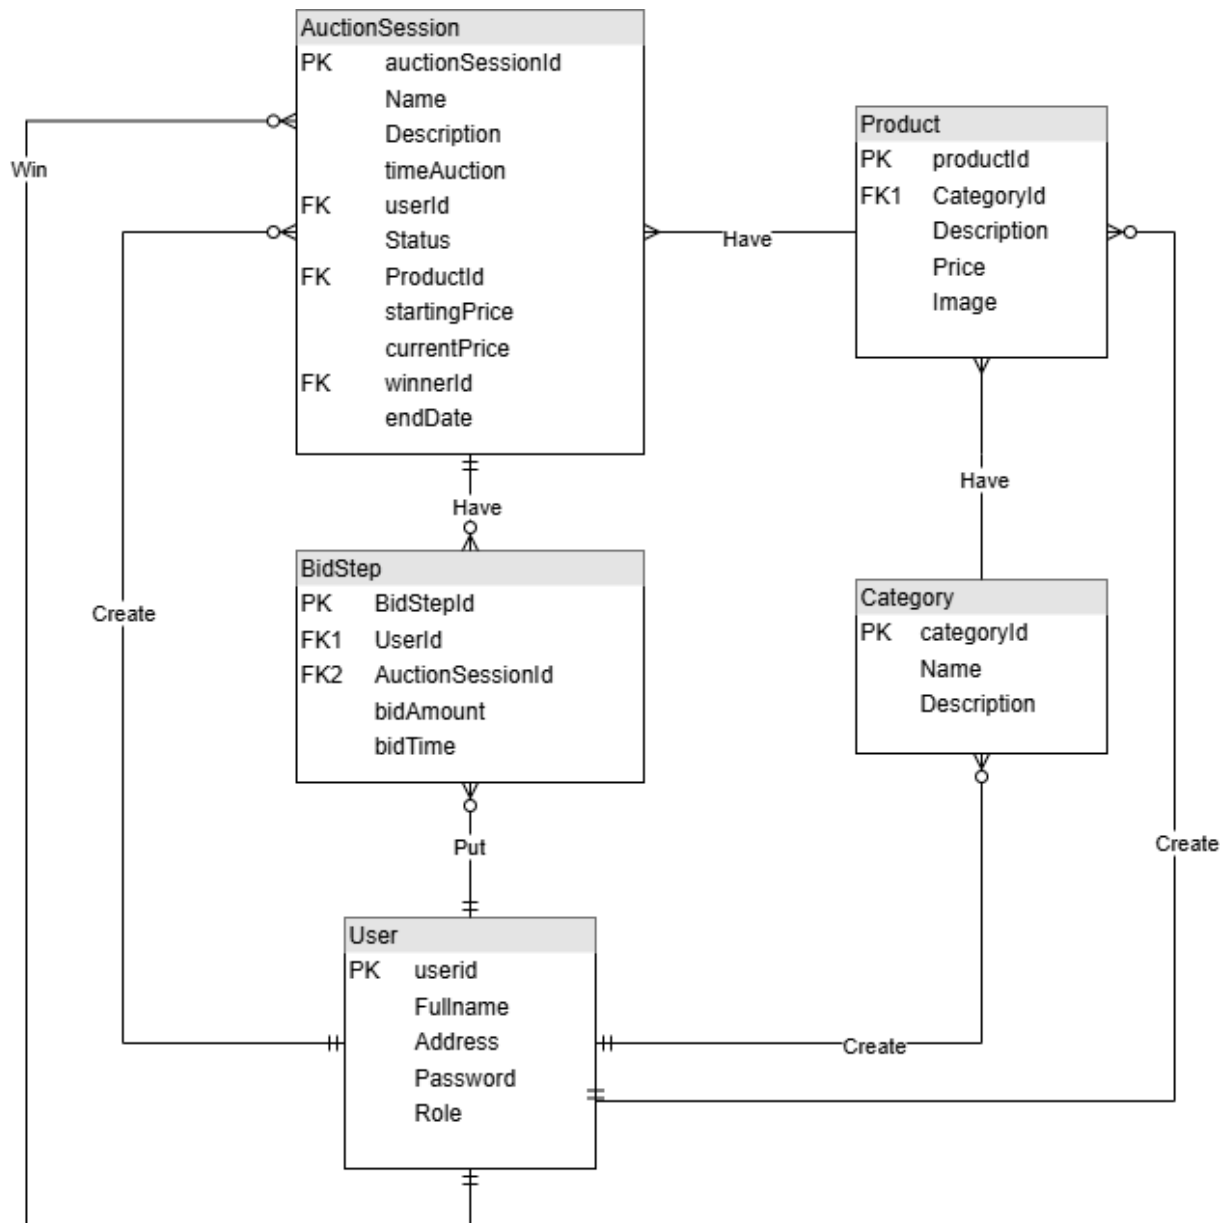 AuctionSession
PK auctionSessionId
Name
Description
timeAuction
FK userId
Status
FK ProductId
startingPrice
currentPrice
FK winnerId
endDate
Win
Product
PK productId
FK1 CategoryId
Description
Price
Image
Have
Have
Have
BidStep
PK BidStepId
FK1 UserId
FK2 AuctionSessionId
bidAmount
bidTime
Create
Category
PK categoryId
Name
Description
Put
Create
User
PK userid
Fullname
Address
Password
Role
Create